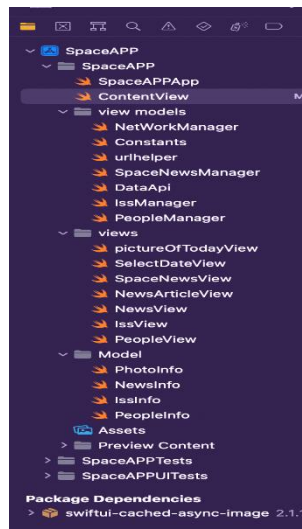 SpaceAPP
SpaceAPP
SpaceAPPApp
ContentView M
view models
NetWorkManager
Constants
urlhelper
SpaceNewsManager
DataApi
IssManager
PeopleManager
views
pictureOfTodayView
SelectDateView
SpaceNewsView
NewsArticleView
NewsView
IssView
PeopleView
Model
PhotoInfo
NewsInfo
IssInfo
PeopleInfo
Assets
Preview Content
SpaceAPPTests
SpaceAPPUITests
Package Dependencies
swiftui-cached-async-image 2.1.